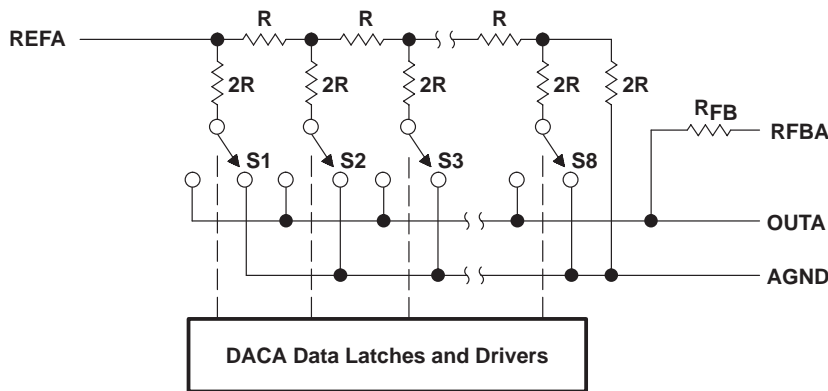 R R R
REFA
2R 2R 2R 2R 2R
RFB
RFBA
S1 S2 S3 S8
OUTA
AGND
DACA Data Latches and Drivers